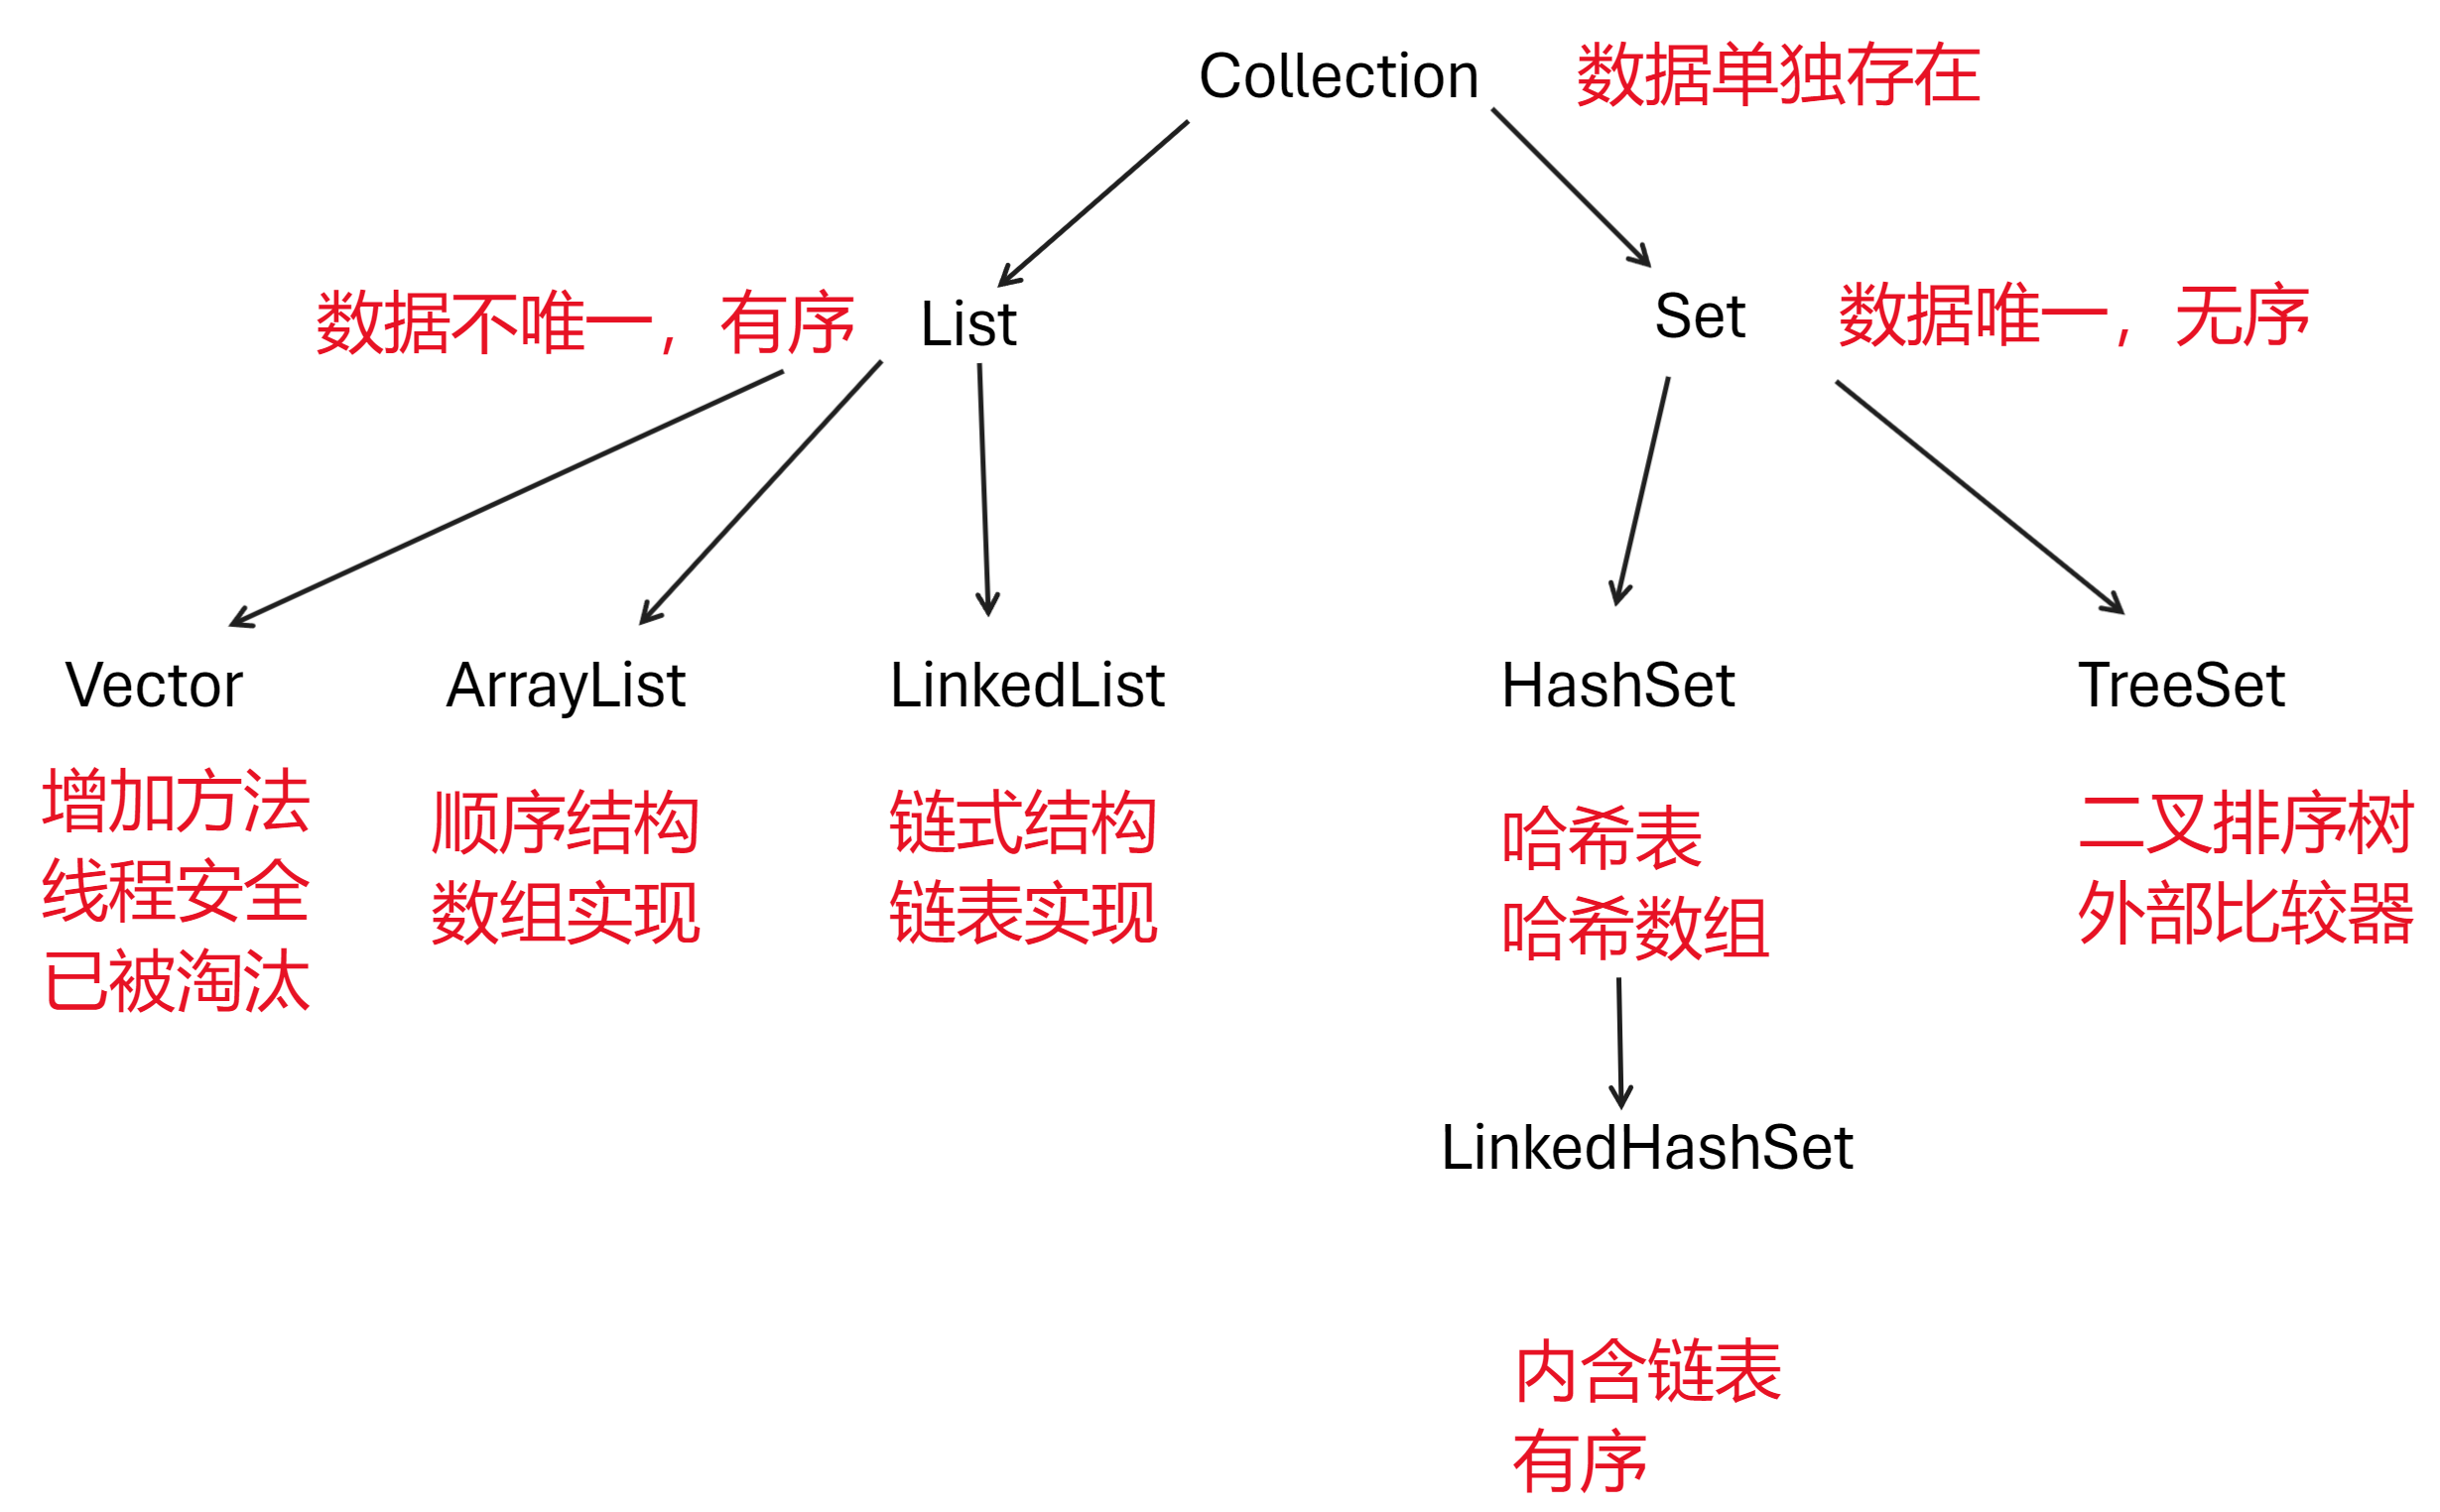 Collection 数据单独存在
数据不唯一，有序 List
Set 数据唯一，无序
Vector
ArrayList
LinkedList
HashSet
TreeSet
增加方法
线程安全
已被淘汰
顺序结构
数组实现
链式结构
链表实现
哈希表
哈希数组
二叉排序树
外部比较器
LinkedHashSet
内含链表
有序